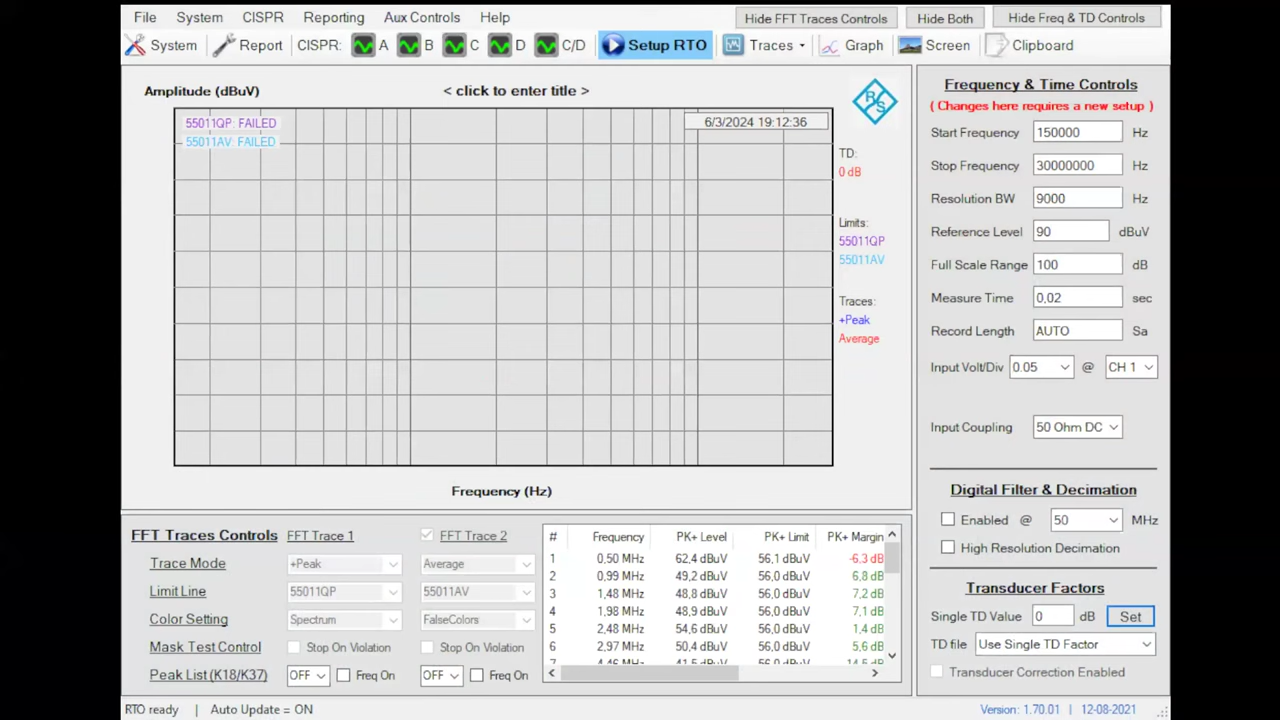 File System CISPR Reporting Aux Controls Help Hide FFT Traces Controls Hide Both Hide Freq & TD Controls
System Report CISPR: A B C D C/D Setup RTO Traces Graph Screen Clipboard
Amplitude (dBuV) < click to enter title >
55011QP: FAILED
55011AV: FAILED
6/3/2024 19:12:36
R&S
TD:
0 dB
Limits:
55011QP
55011AV
Traces:
+Peak
Average
Frequency (Hz)
Frequency & Time Controls
( Changes here requires a new setup )
Start Frequency 150000 Hz
Stop Frequency 30000000 Hz
Resolution BW 9000 Hz
Reference Level 90 dBuV
Full Scale Range 100 dB
Measure Time 0,02 sec
Record Length AUTO Sa
Input Volt/Div 0.05 @ CH 1
Input Coupling 50 Ohm DC
Digital Filter & Decimation
Enabled @ 50 MHz
High Resolution Decimation
Transducer Factors
Single TD Value 0 dB Set
TD file Use Single TD Factor
Transducer Correction Enabled
FFT Traces Controls FFT Trace 1 FFT Trace 2
Trace Mode +Peak Average
Limit Line 55011QP 55011AV
Color Setting Spectrum FalseColors
Mask Test Control Stop On Violation Stop On Violation
Peak List (K18/K37) OFF Freq On OFF Freq On
# Frequency PK+ Level PK+ Limit PK+ Margin
1 0,50 MHz 62,4 dBuV 56,1 dBuV -6,3 dB
2 0,99 MHz 49,2 dBuV 56,0 dBuV 6,8 dB
3 1,48 MHz 48,8 dBuV 56,0 dBuV 7,2 dB
4 1,98 MHz 48,9 dBuV 56,0 dBuV 7,1 dB
5 2,48 MHz 54,6 dBuV 56,0 dBuV 1,4 dB
6 2,97 MHz 50,4 dBuV 56,0 dBuV 5,6 dB
7 4,46 MHz 41,5 dBuV 56,0 dBuV 14,5 dB
RTO ready | Auto Update = ON Version: 1.70.01 | 12-08-2021